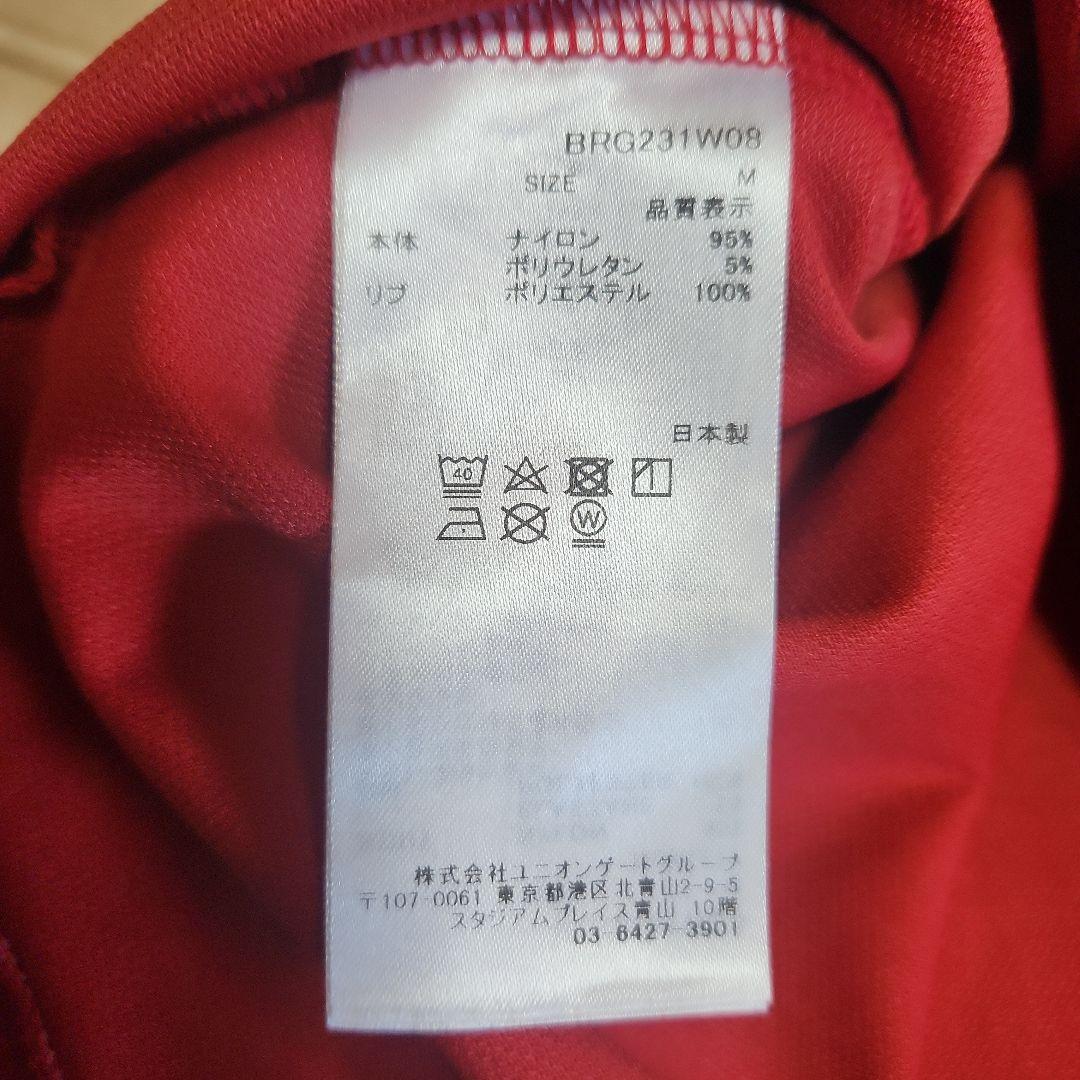 BRG231W08
SIZE M
品質表示
本体 ナイロン 95%
ポリウレタン 5%
リブ ポリエステル 100%
日本製
40
W
株式会社ユニオンゲートグループ
〒107-0061 東京都港区北青山2-9-5
スタジアムプレイス青山 10階
03-6427-3901